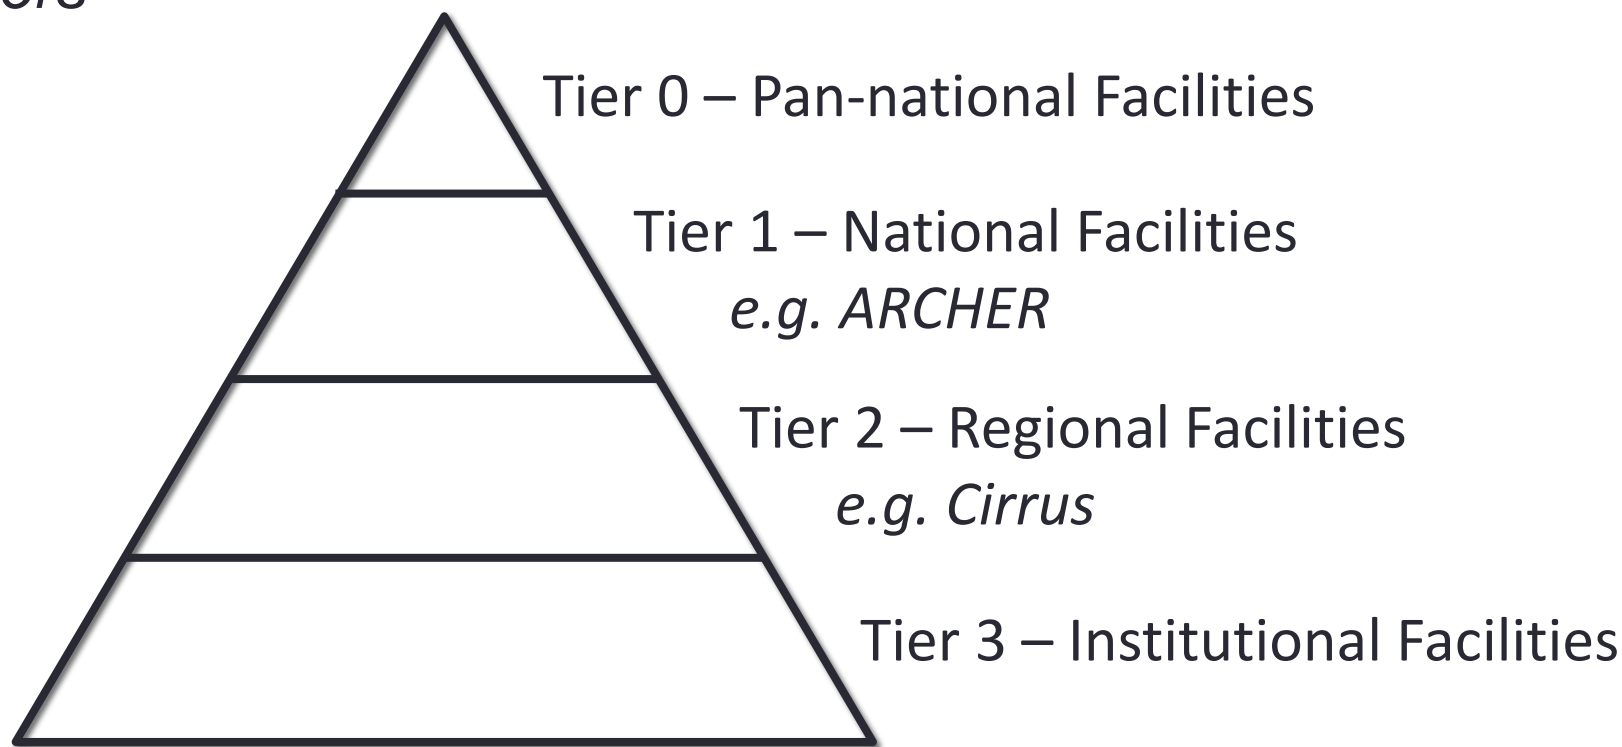 Tier 0 – Pan-national Facilities
Tier 1 – National Facilities
e.g. ARCHER
Tier 2 – Regional Facilities
e.g. Cirrus
Tier 3 – Institutional Facilities